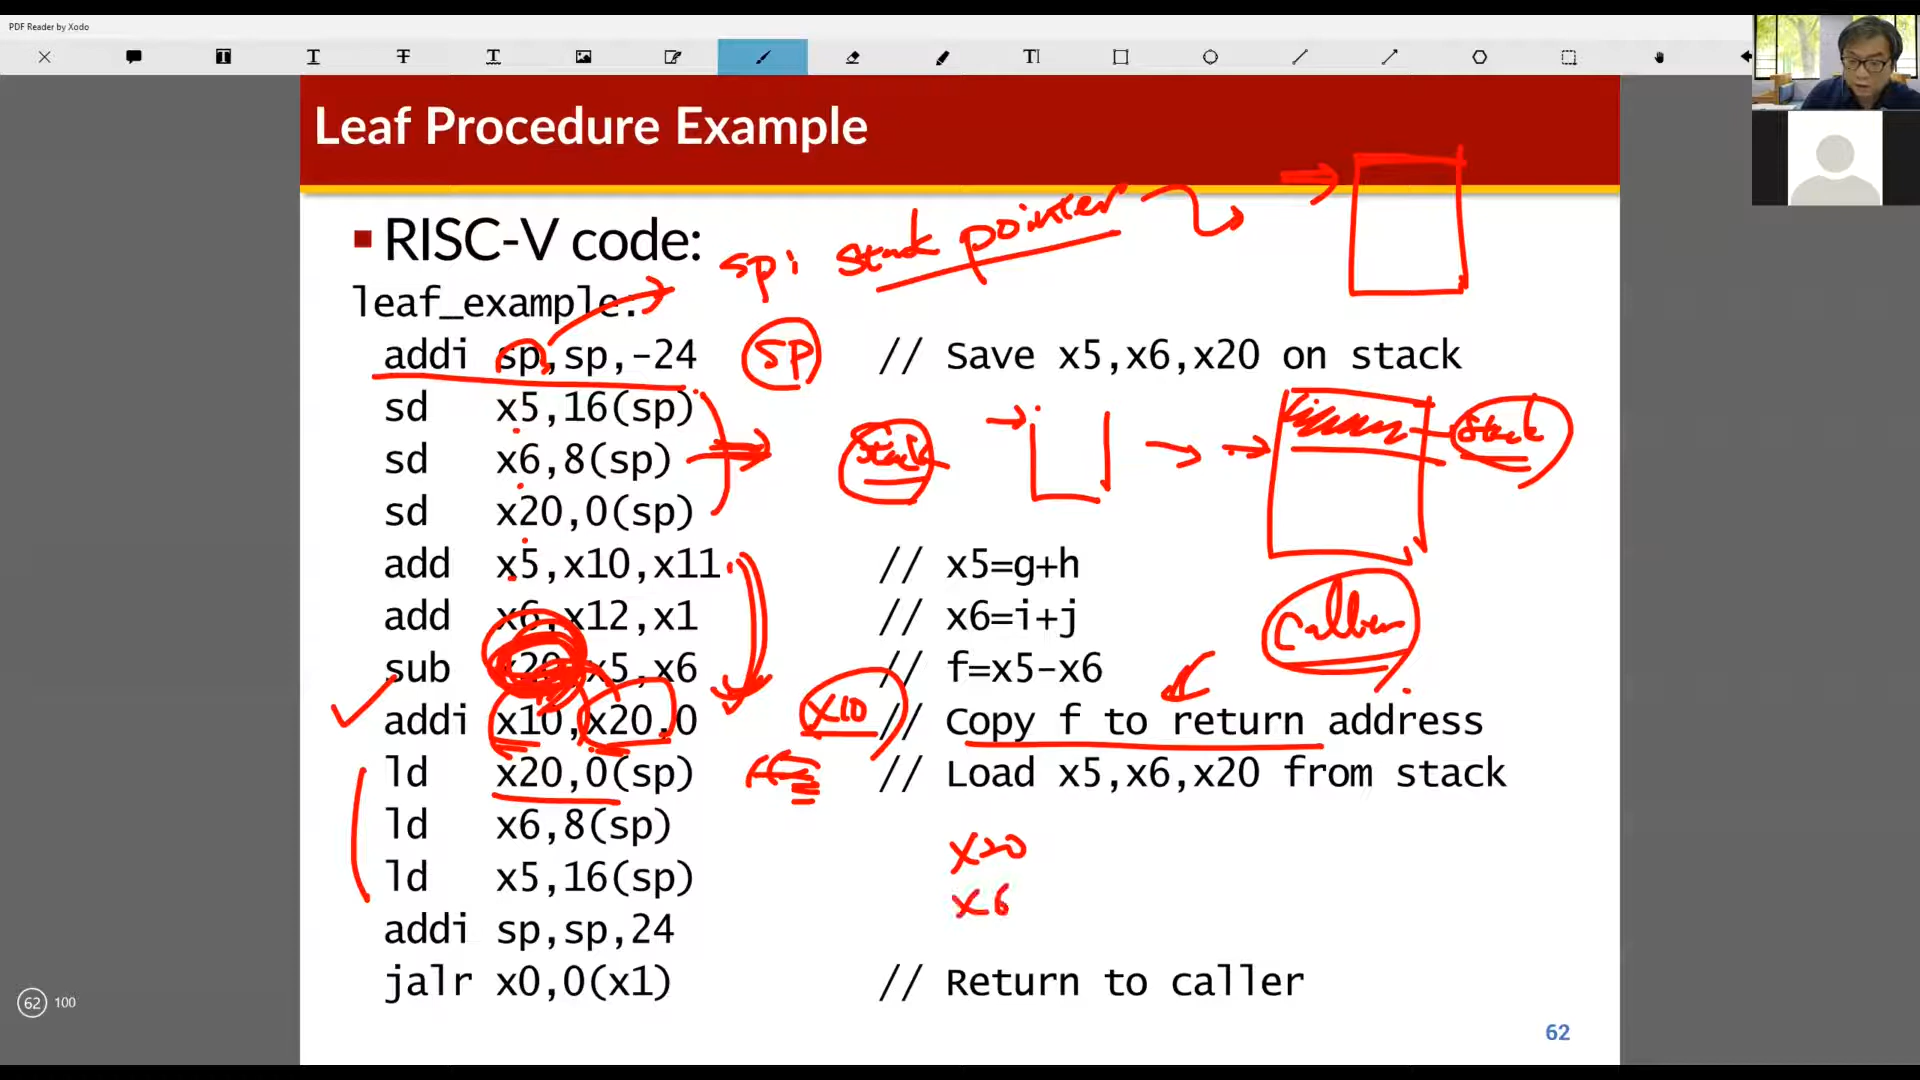 PDF Reader by Xodo
Leaf Procedure Example
RISC-V code:
sp: stack pointer
leaf_example:
addi sp,sp,-24 SP // Save x5,x6,x20 on stack
sd x5,16(sp)
sd x6,8(sp) stack stack
sd x20,0(sp)
add x5,x10,x11 // x5=g+h
add x6,x12,x1 // x6=i+j
sub x20,x5,x6 // f=x5-x6
addi x10,x20,0 x10 // Copy f to return address
ld x20,0(sp) // Load x5,x6,x20 from stack
ld x6,8(sp) x20
ld x5,16(sp) x6
addi sp,sp,24
jalr x0,0(x1) // Return to caller
62 100
62